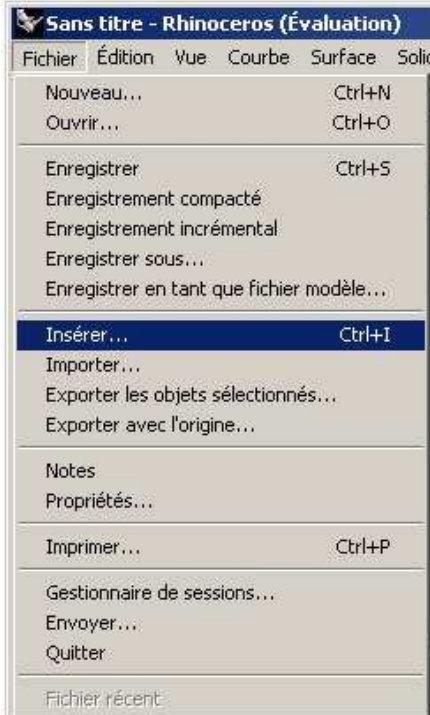 Sans titre - Rhinoceros (Évaluation)
Fichier Édition Vue Courbe Surface
Nouveau... Ctrl+N
Ouvrir... Ctrl+O
Enregistrer Ctrl+S
Enregistrement compacté
Enregistrement incrémental
Enregistrer sous...
Enregistrer en tant que fichier modèle...
Insérer... Ctrl+I
Importer...
Exporter les objets sélectionnés...
Exporter avec l'origine...
Notes
Propriétés...
Imprimer... Ctrl+P
Gestionnaire de sessions...
Envoyer...
Quitter
Fichier récent